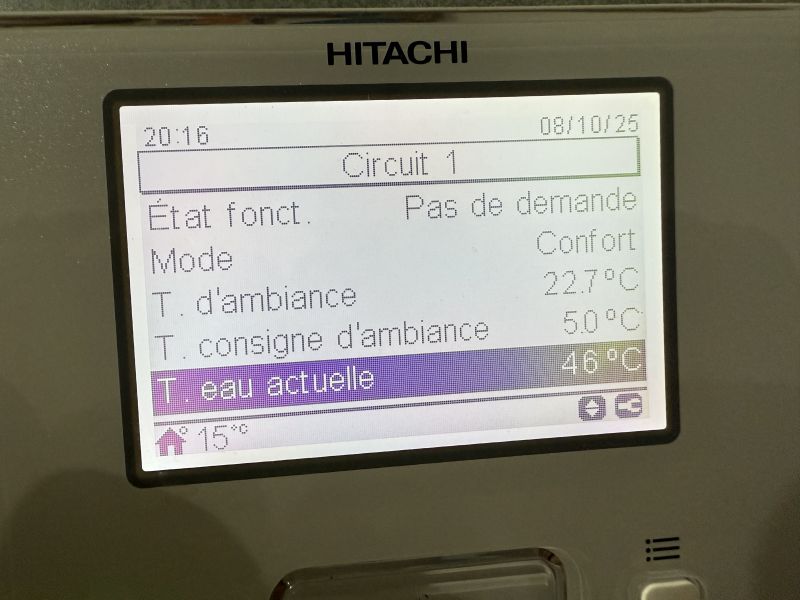 HITACHI
20:16 08/10/25
Circuit 1
État fonct. Pas de demande
Mode Confort
T. d'ambiance 22.7°C
T. consigne d'ambiance 5.0°C
T. eau actuelle 46°C
15°C